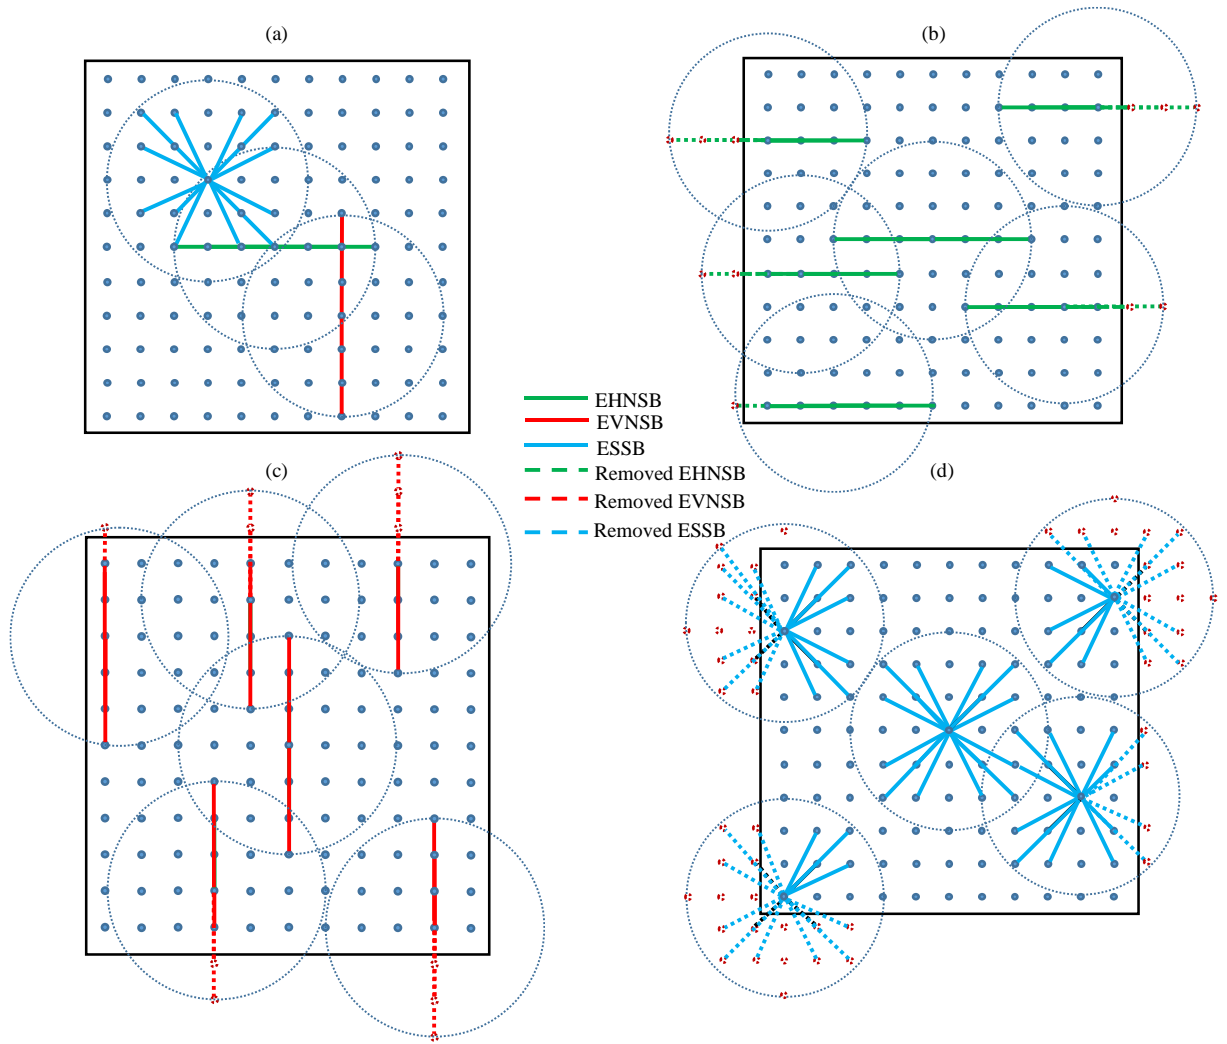 (a)
(b)
EHNSB
EVNSB
ESSB
Removed EHNSB
Removed EVNSB
Removed ESSB
(c)
(d)